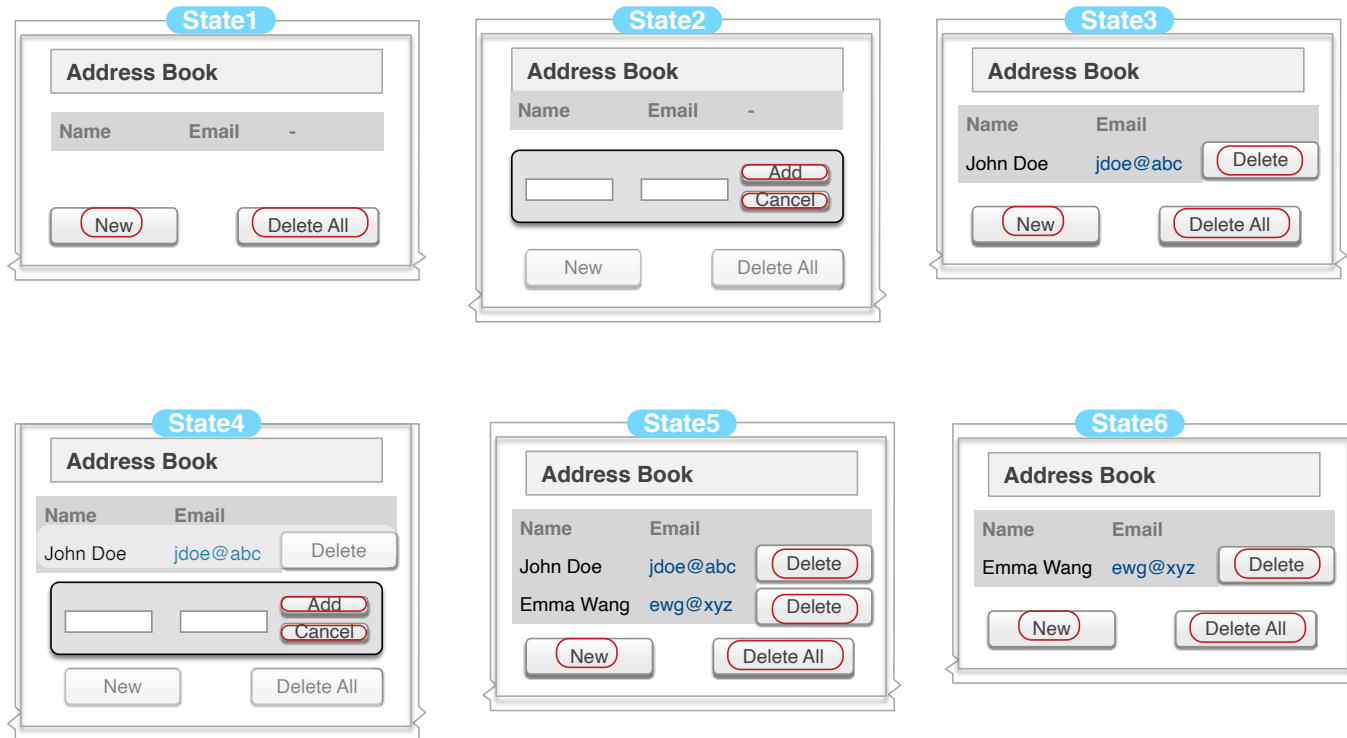 State1
Address Book
Name Email -
New Delete All
State2
Address Book
Name Email -
Add
Cancel
New Delete All
State3
Address Book
Name Email
John Doe jdoe@abc Delete
New Delete All
State4
Address Book
Name Email
John Doe jdoe@abc Delete
Add
Cancel
New Delete All
State5
Address Book
Name Email
John Doe jdoe@abc Delete
Emma Wang ewg@xyz Delete
New Delete All
State6
Address Book
Name Email
Emma Wang ewg@xyz Delete
New Delete All